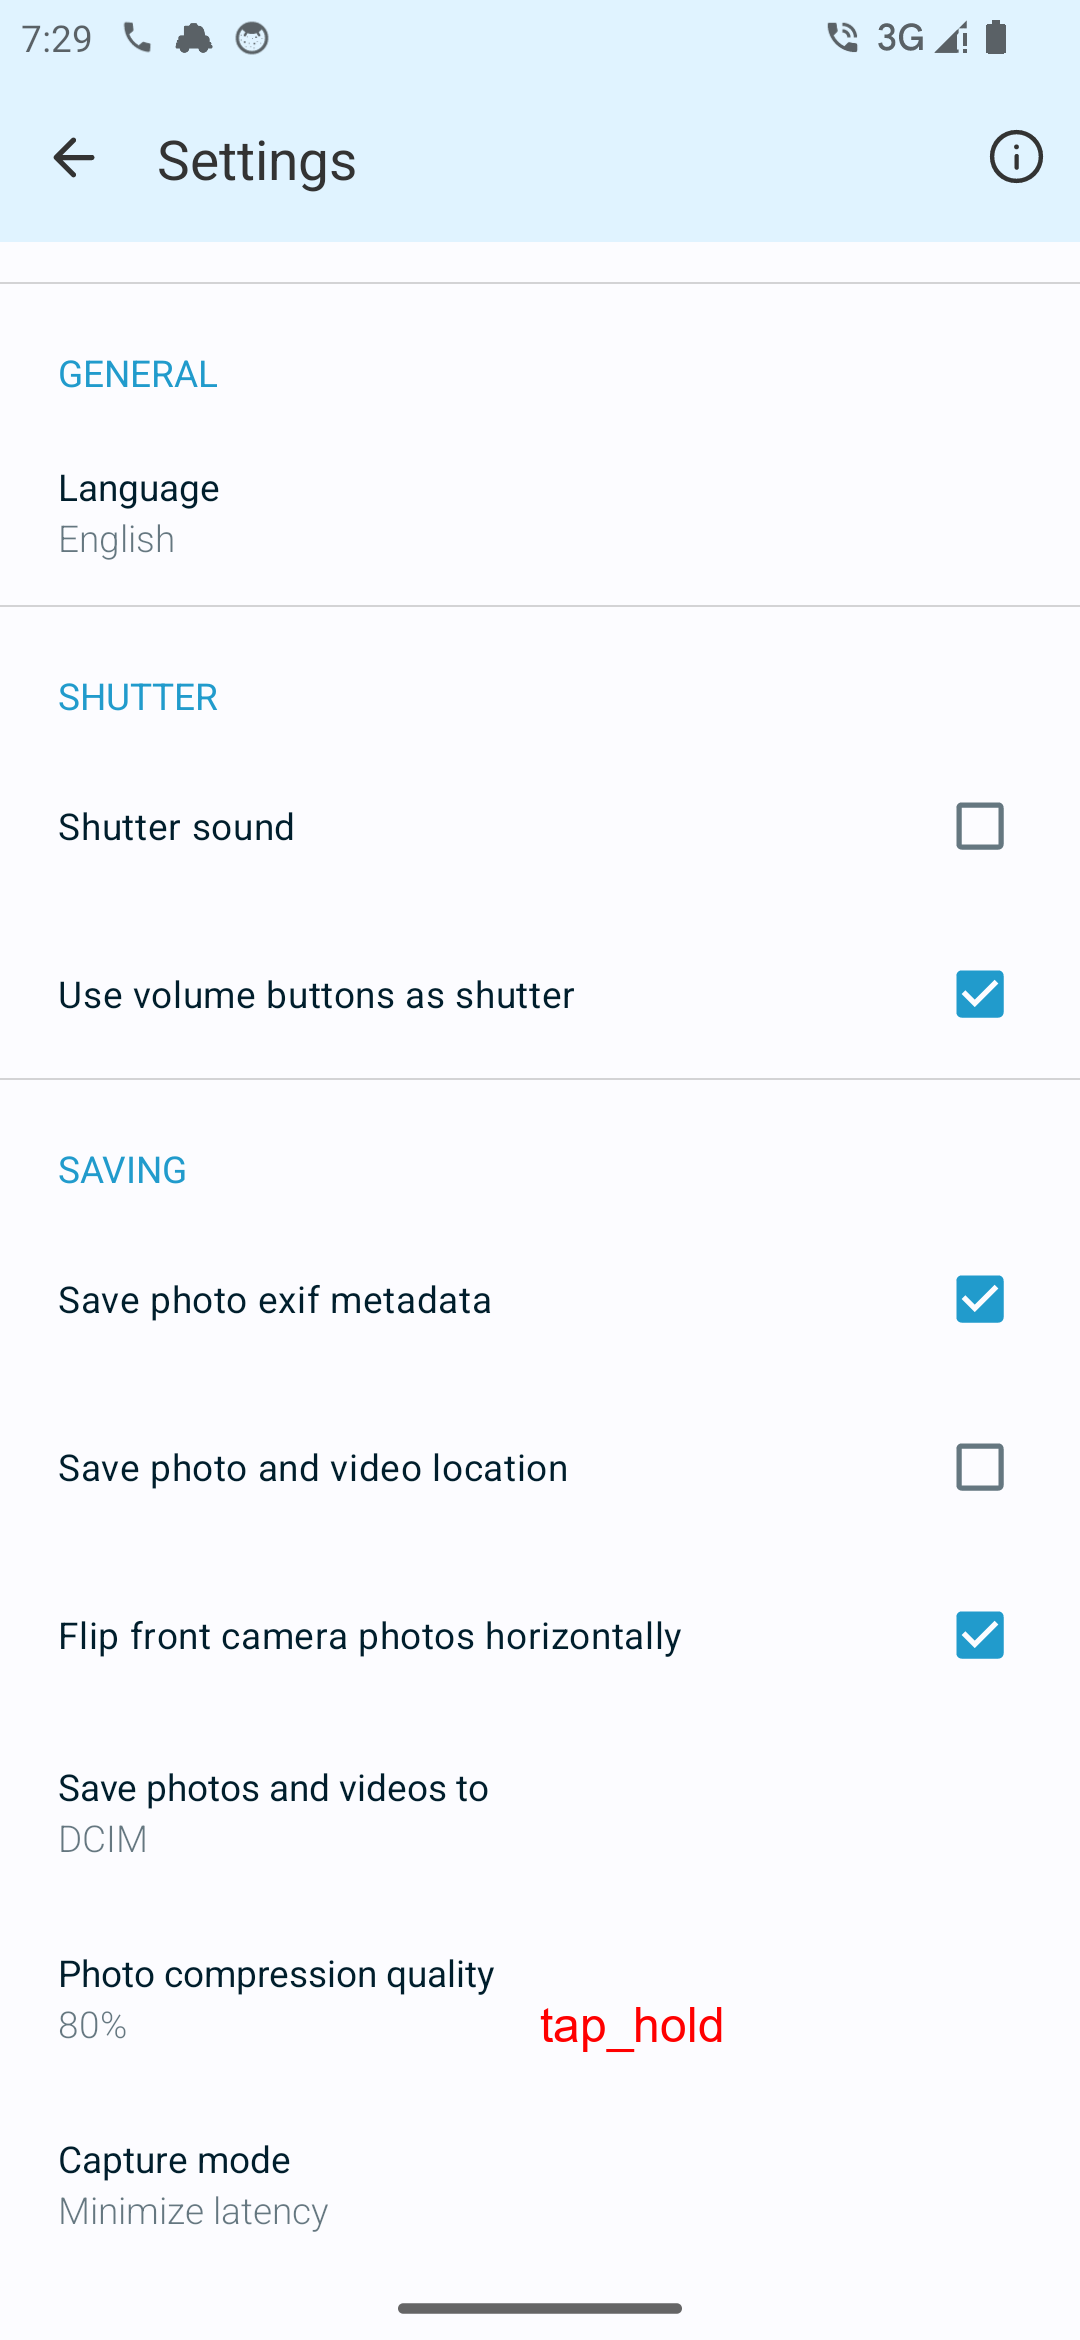 7:29
3G
Settings
GENERAL
Language
English
SHUTTER
Shutter sound
Use volume buttons as shutter
SAVING
Save photo exif metadata
Save photo and video location
Flip front camera photos horizontally
Save photos and videos to
DCIM
Photo compression quality
80%
tap_hold
Capture mode
Minimize latency